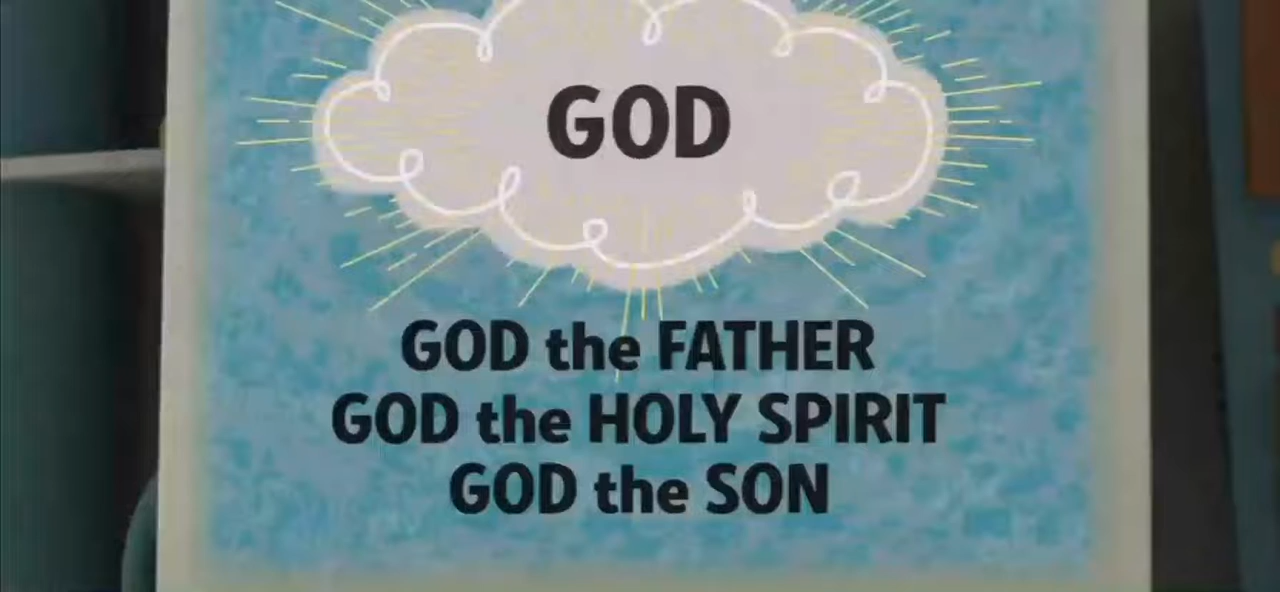 GOD
GOD the FATHER
GOD the HOLY SPIRIT
GOD the SON